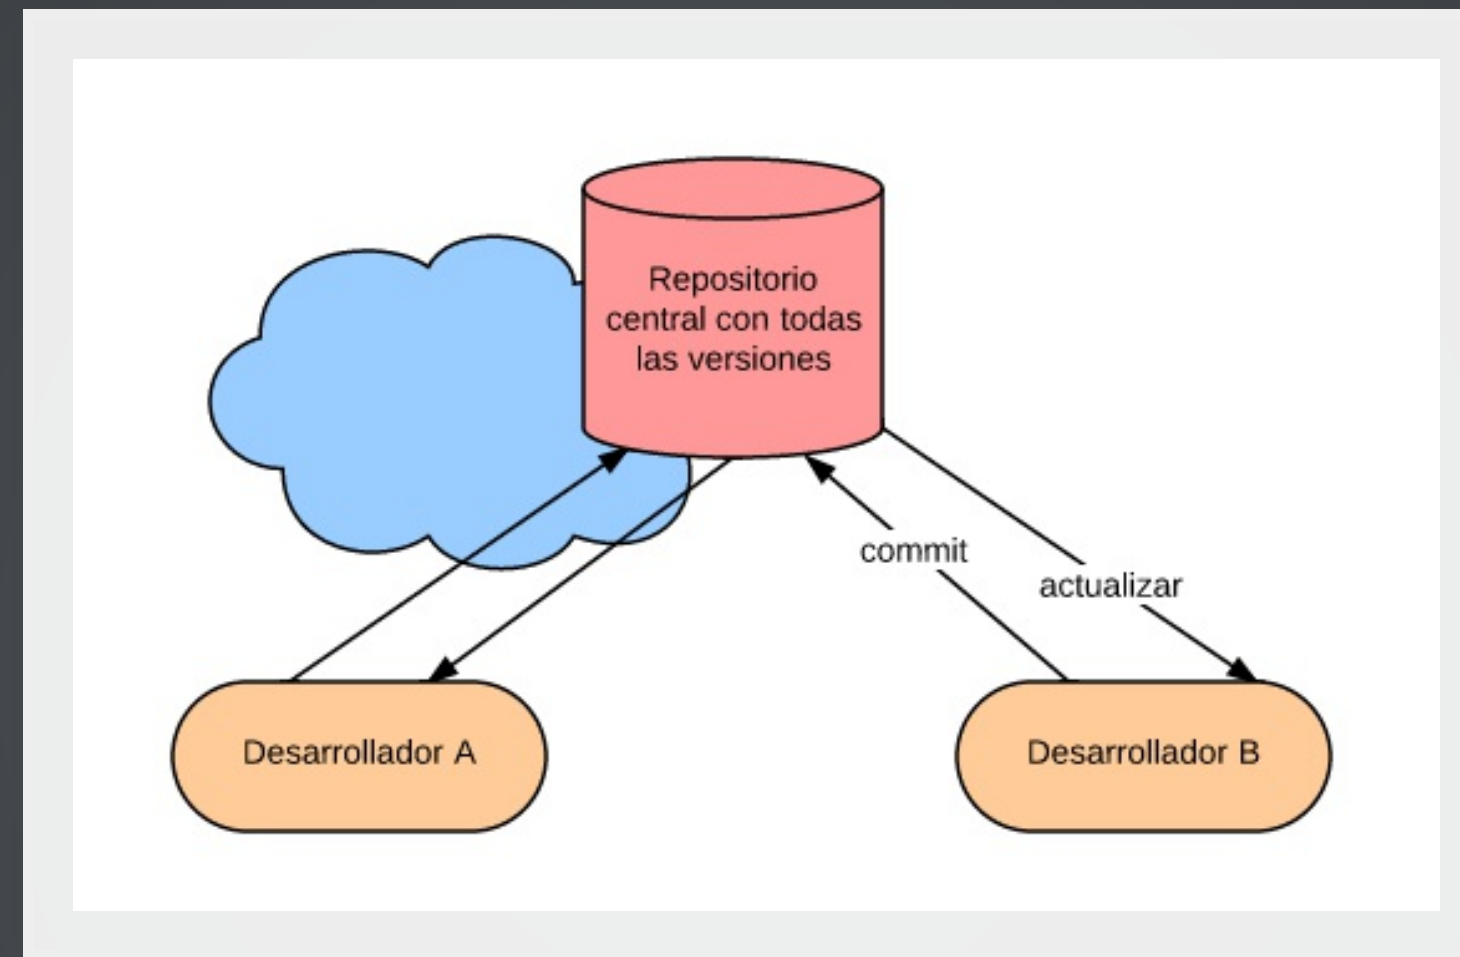 Repositorio
central con todas
las versiones
commit
actualizar
Desarrollador A
Desarrollador B